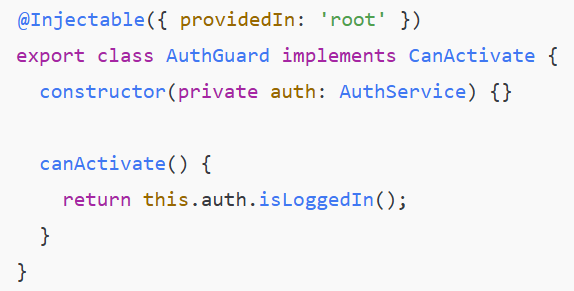 @Injectable({ providedIn: 'root' })
export class AuthGuard implements CanActivate {
  constructor(private auth: AuthService) {}

  canActivate() {
    return this.auth.isLoggedIn();
  }
}